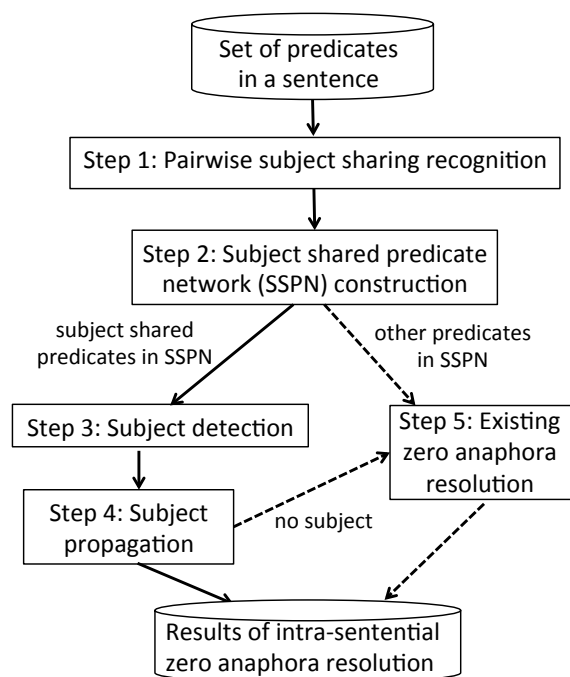 Set of predicates
in a sentence
Step 1: Pairwise subject sharing recognition
Step 2: Subject shared predicate
network (SSPN) construction
subject shared
predicates in SSPN
other predicates
in SSPN
Step 3: Subject detection
Step 5: Existing
zero anaphora
resolution
Step 4: Subject
propagation
no subject
Results of intra-sentential
zero anaphora resolution